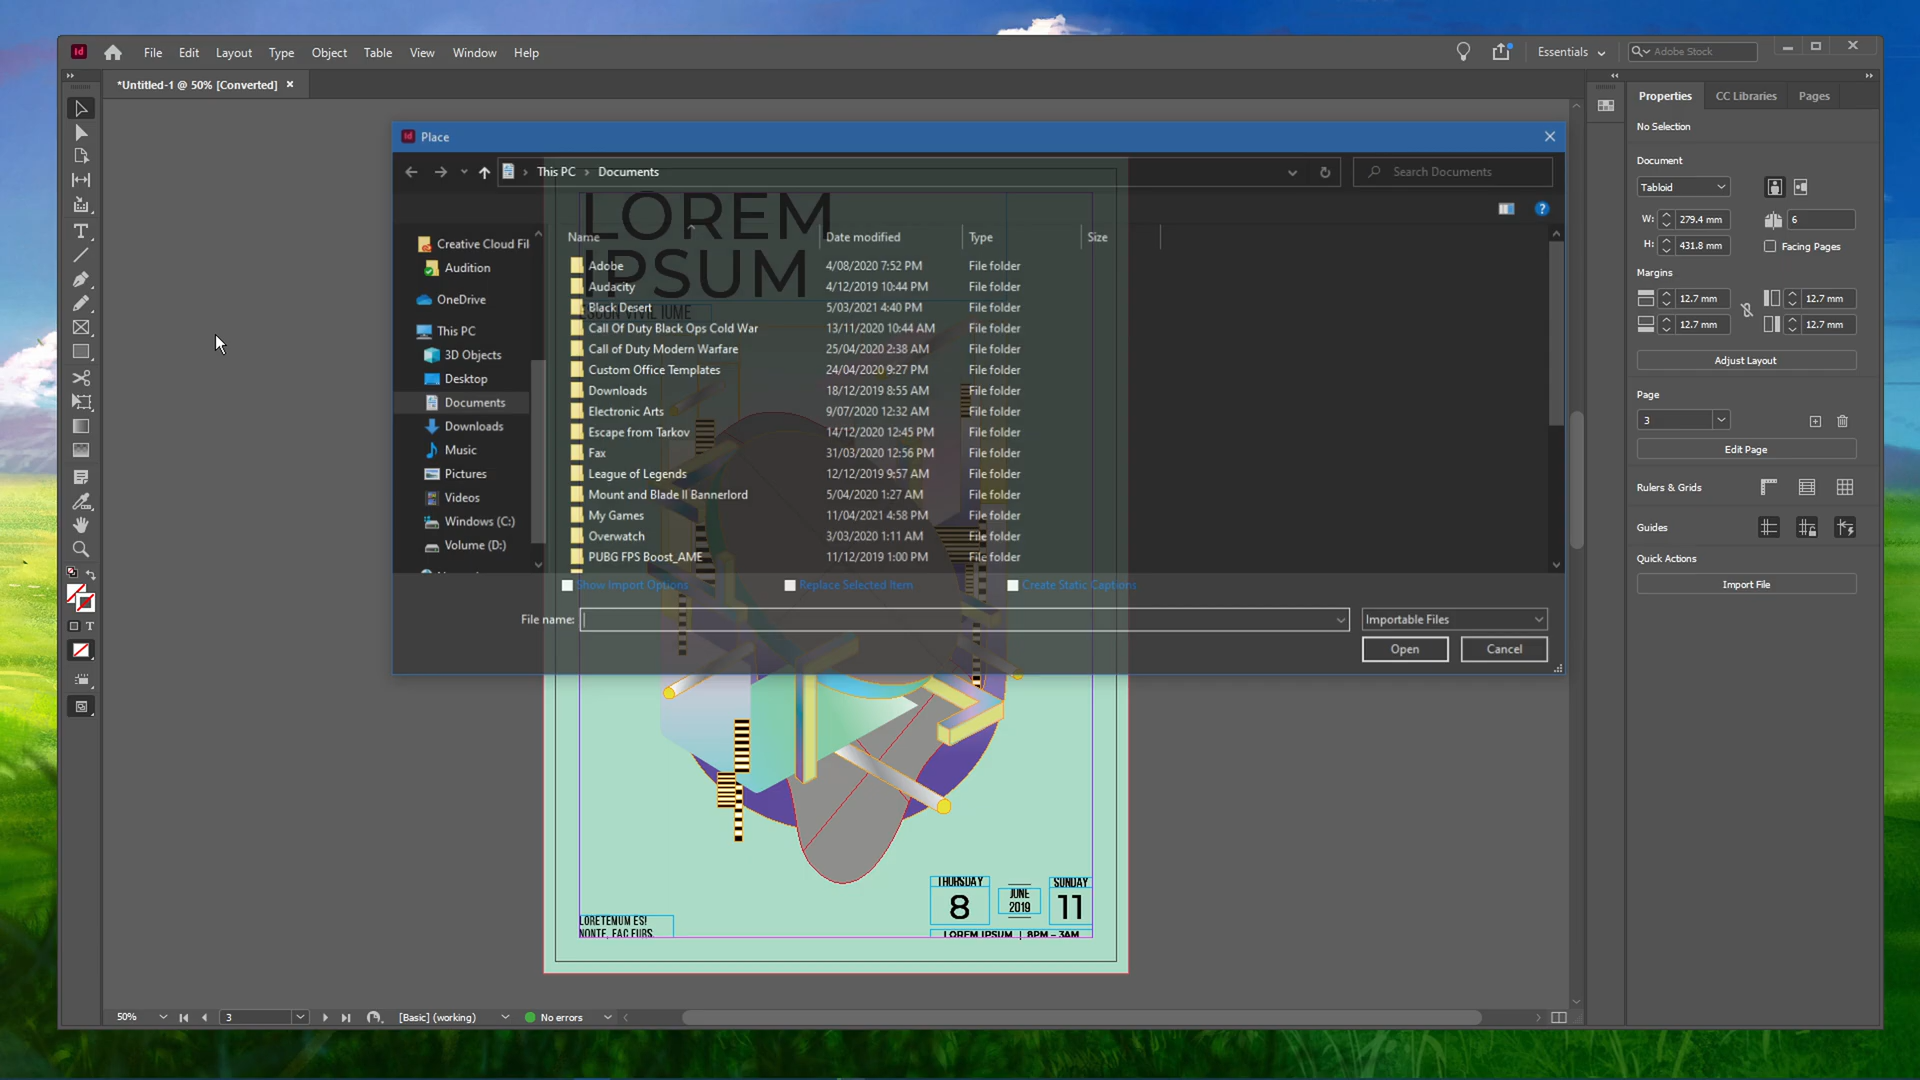 Id
File Edit Layout Type Object Table View Window Help
Essentials
Adobe Stock
*Untitled-1 @ 50% [Converted]
Id Place
This PC > Documents
Search Documents
Name Date modified Type Size
Creative Cloud Fil
Audition
OneDrive
This PC
3D Objects
Desktop
Documents
Downloads
Music
Pictures
Videos
Windows (C:)
Volume (D:)
Adobe 4/08/2020 7:52 PM File folder
Audacity 4/12/2019 10:44 PM File folder
Black Desert 5/03/2021 4:40 PM File folder
Call Of Duty Black Ops Cold War 13/11/2020 10:44 AM File folder
Call of Duty Modern Warfare 25/04/2020 2:38 AM File folder
Custom Office Templates 24/04/2020 9:27 PM File folder
Downloads 18/12/2019 8:55 AM File folder
Electronic Arts 9/07/2020 12:32 AM File folder
Escape from Tarkov 14/12/2020 12:45 PM File folder
Fax 31/03/2020 12:56 PM File folder
League of Legends 12/12/2019 9:57 AM File folder
Mount and Blade II Bannerlord 5/04/2020 1:27 AM File folder
My Games 11/04/2021 4:58 PM File folder
Overwatch 3/03/2020 1:11 AM File folder
PUBG FPS Boost_AME 11/12/2019 1:00 PM File folder
Show Import Options Replace Selected Item Create Static Captions
File name: Importable Files
Open Cancel
LOREM
IPSUM
VIVIL IUME
THURSDAY
8
JUNE
2019
SUNDAY
11
LOREM IPSUM | 8PM – 3AM
LORETEMUM ES!
NONTE, FAC FURS.
Properties CC Libraries Pages
No Selection
Document
Tabloid
W: 279.4 mm 6
H: 431.8 mm Facing Pages
Margins
12.7 mm 12.7 mm
12.7 mm 12.7 mm
Adjust Layout
Page
3
Edit Page
Rulers & Grids
Guides
Quick Actions
Import File
50% 3 [Basic] (working) No errors